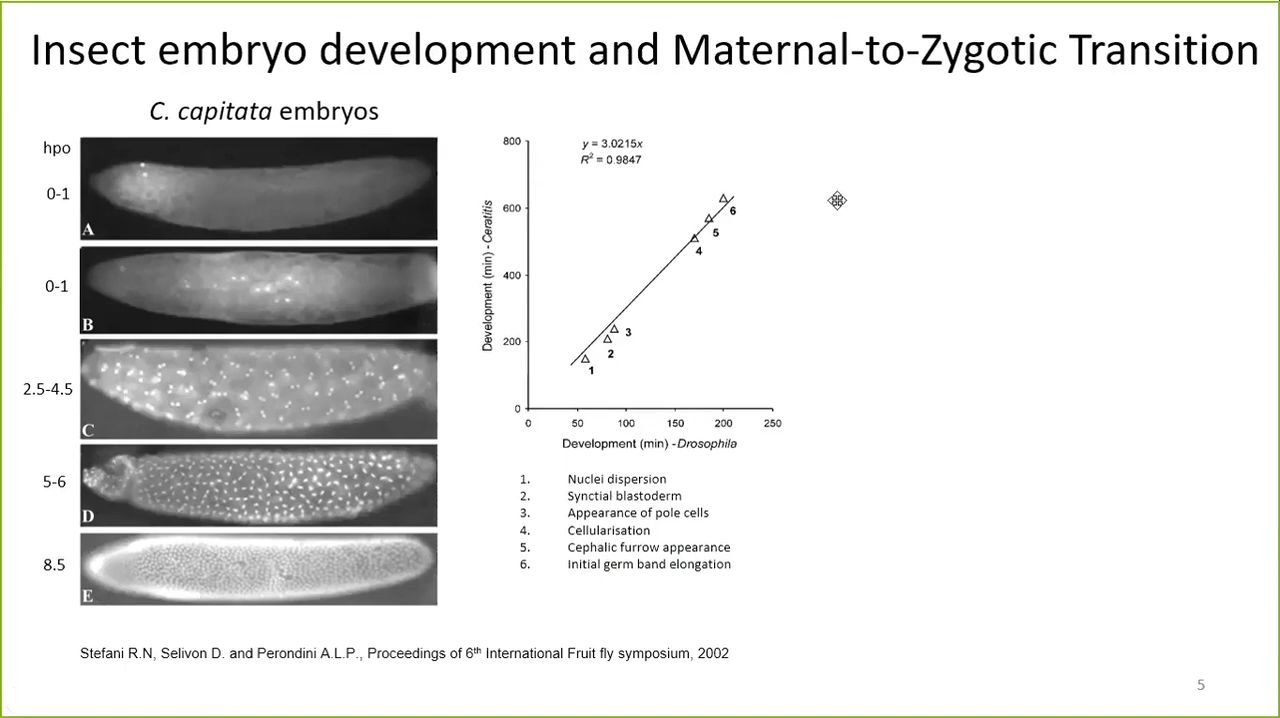 Insect embryo development and Maternal-to-Zygotic Transition
C. capitata embryos
hpo
0-1
A
0-1
B
2.5-4.5
C
5-6
D
8.5
E
y = 3.0215x
R² = 0.9847
Development (min) - Ceratitis
800
600
400
200
0
0 50 100 150 200 250
1
2
3
4
5
6
Development (min) - Drosophila
1. Nuclei dispersion
2. Synctial blastoderm
3. Appearance of pole cells
4. Cellularisation
5. Cephalic furrow appearance
6. Initial germ band elongation
Stefani R.N, Selivon D. and Perondini A.L.P., Proceedings of 6th International Fruit fly symposium, 2002
5